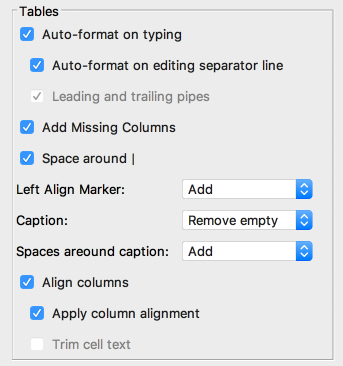 Tables
Auto-format on typing
Auto-format on editing separator line
Leading and trailing pipes
Add Missing Columns
Space around |
Left Align Marker: Add
Caption: Remove empty
Spaces areound caption: Add
Align columns
Apply column alignment
Trim cell text